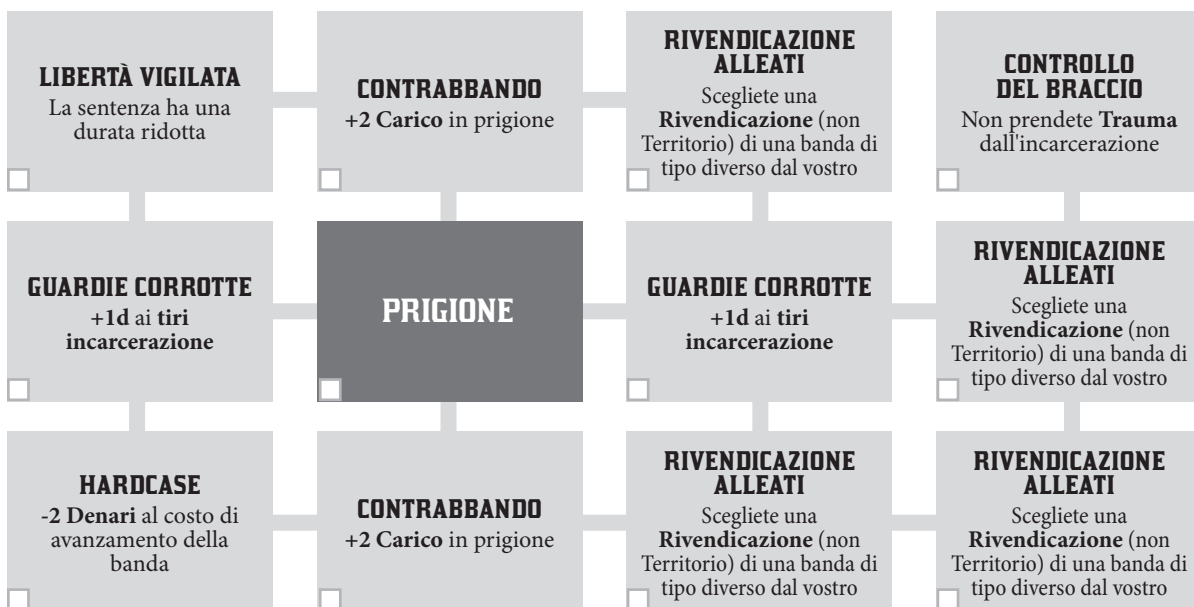 LIBERTÀ VIGILATA
La sentenza ha una
durata ridotta
CONTRABBANDO
+2 Carico in prigione
RIVENDICAZIONE
ALLEATI
Scegliete una
Rivendicazione (non
Territorio) di una banda di
tipo diverso dal vostro
CONTROLLO
DEL BRACCIO
Non prendete Trauma
dall'incarcerazione
GUARDIE CORROTTE
+1d ai tiri
incarcerazione
PRIGIONE
GUARDIE CORROTTE
+1d ai tiri
incarcerazione
RIVENDICAZIONE
ALLEATI
Scegliete una
Rivendicazione (non
Territorio) di una banda di
tipo diverso dal vostro
HARDCASE
-2 Denari al costo di
avanzamento della
banda
CONTRABBANDO
+2 Carico in prigione
RIVENDICAZIONE
ALLEATI
Scegliete una
Rivendicazione (non
Territorio) di una banda di
tipo diverso dal vostro
RIVENDICAZIONE
ALLEATI
Scegliete una
Rivendicazione (non
Territorio) di una banda di
tipo diverso dal vostro